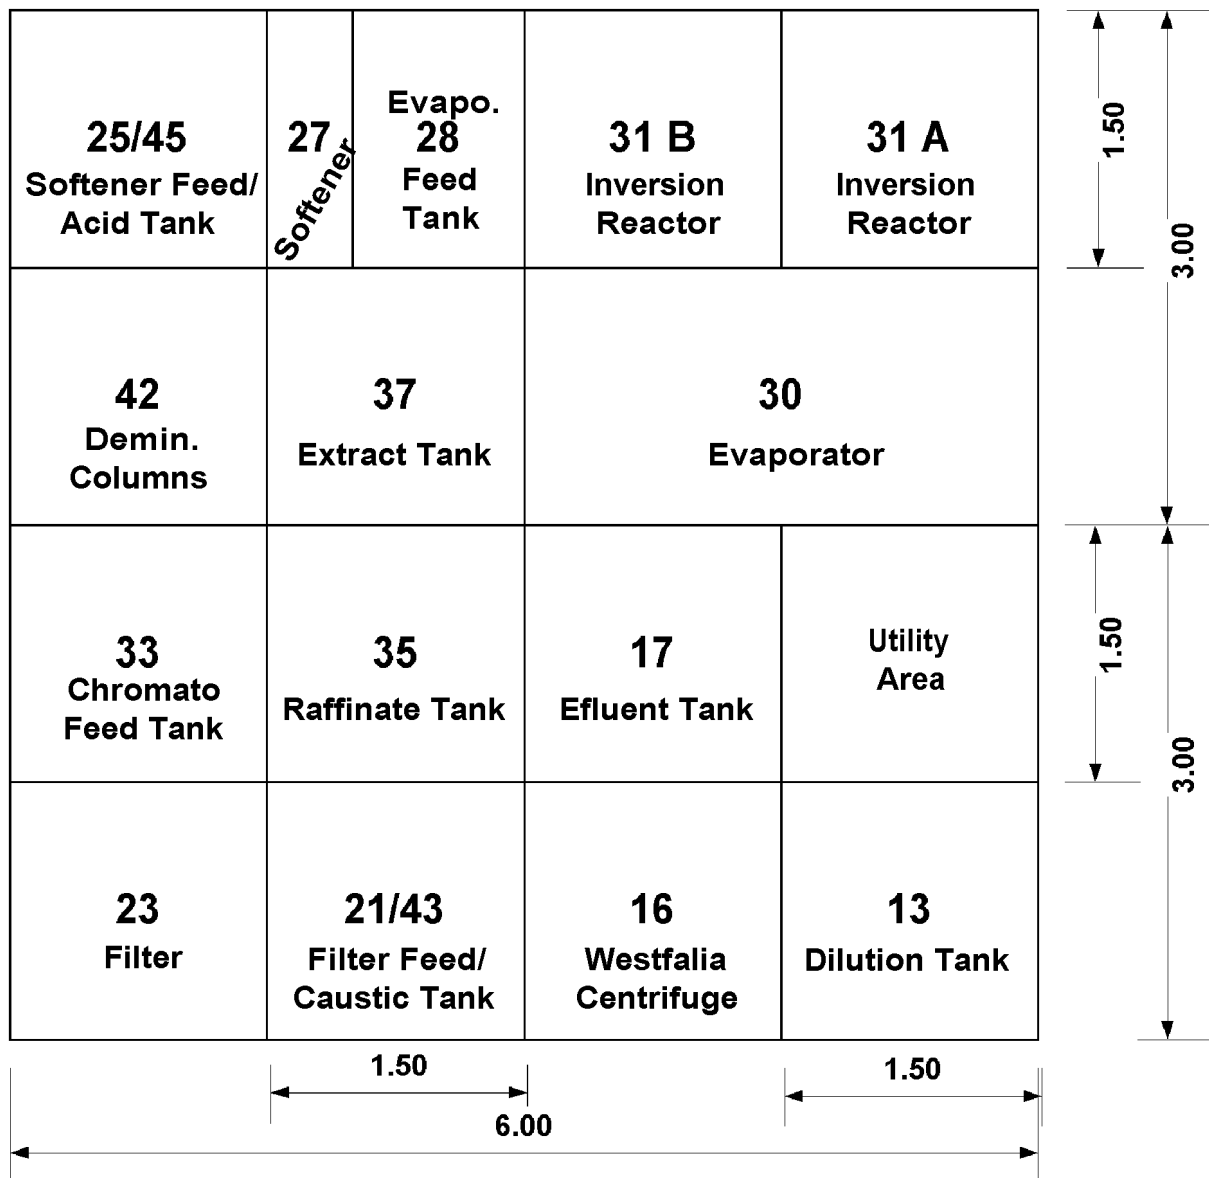 25/45
Softener Feed/
Acid Tank
27
Softener
Evapo.
28
Feed
Tank
31 B
Inversion
Reactor
31 A
Inversion
Reactor
1.50
3.00
42
Demin.
Columns
37
Extract Tank
30
Evaporator
33
Chromato
Feed Tank
35
Raffinate Tank
17
Efluent Tank
Utility
Area
1.50
3.00
23
Filter
21/43
Filter Feed/
Caustic Tank
16
Westfalia
Centrifuge
13
Dilution Tank
1.50
1.50
6.00